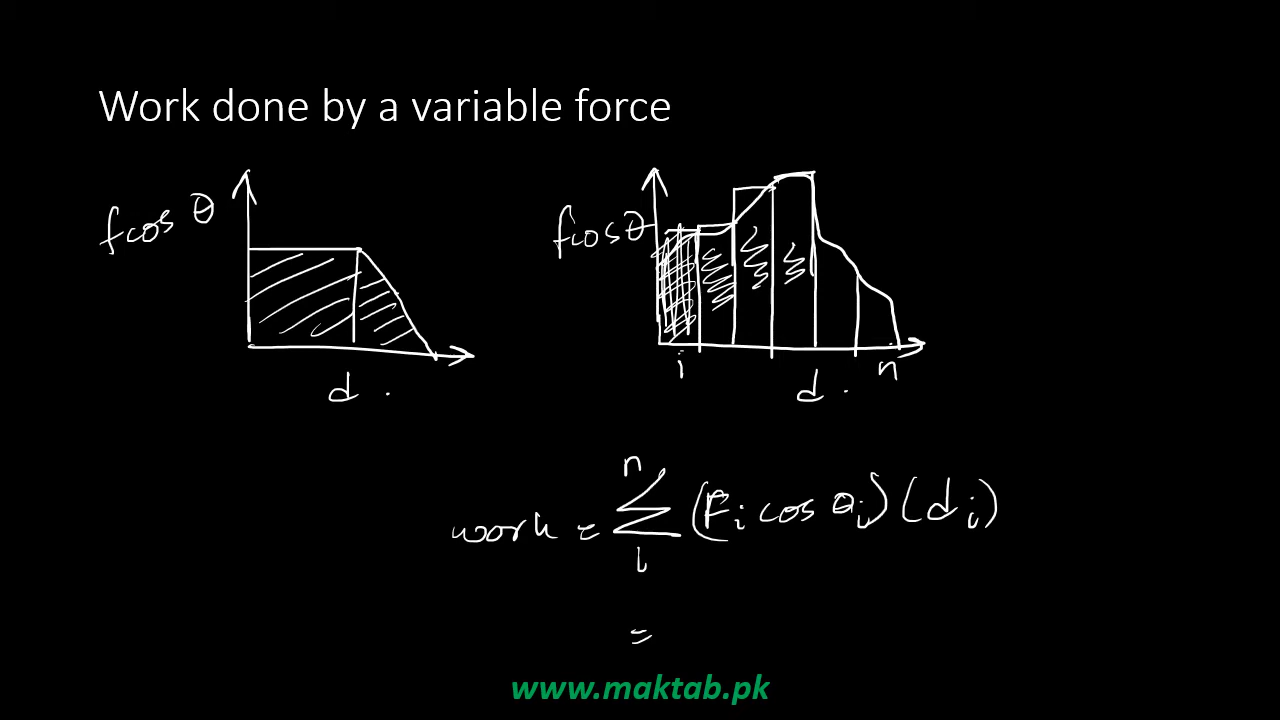 Work done by a variable force
fcos θ
d .
fcosθ
i
n
d .
work = Σ (Fᵢ cos θᵢ) (dᵢ)
n
i
=
www.maktab.pk